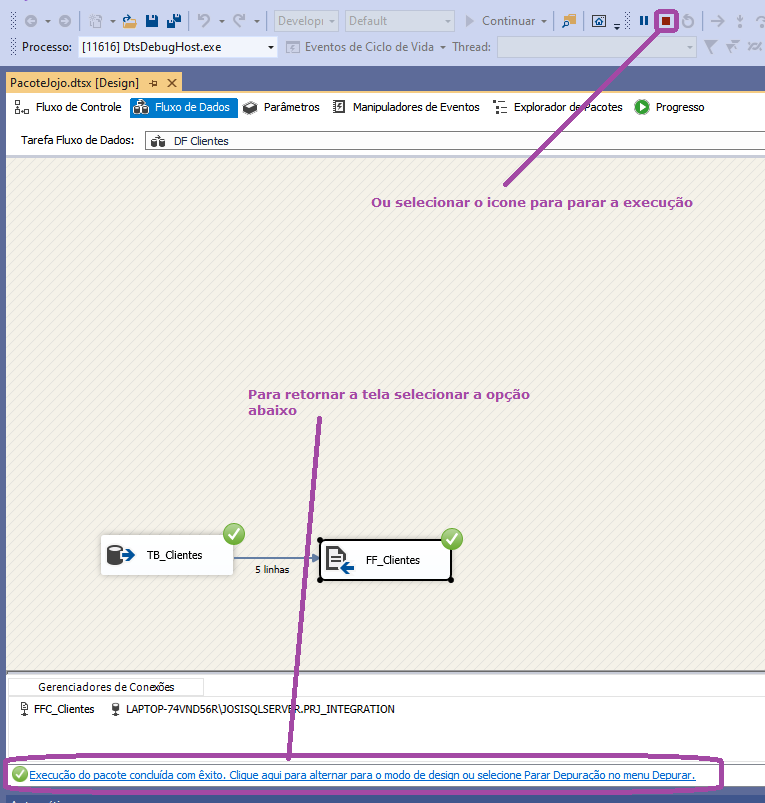 Developi Default Continuar
Processo: [11616] DtsDebugHost.exe Eventos de Ciclo de Vida Thread:
PacoteJojo.dtsx [Design]
Fluxo de Controle Fluxo de Dados Parâmetros Manipuladores de Eventos Explorador de Pacotes Progresso
Tarefa Fluxo de Dados: DF Clientes
Ou selecionar o icone para parar a execução
Para retornar a tela selecionar a opção
abaixo
TB_Clientes
5 linhas
FF_Clientes
Gerenciadores de Conexões
FFC_Clientes LAPTOP-74VND56R\JOSISQLSERVER.PRJ_INTEGRATION
Execução do pacote concluída com êxito. Clique aqui para alternar para o modo de design ou selecione Parar Depuração no menu Depurar.